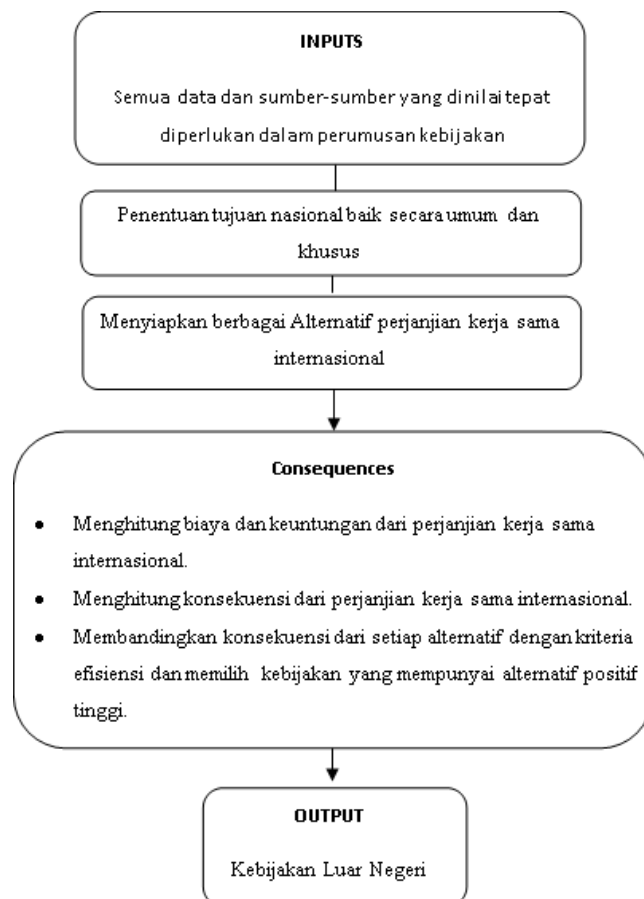 INPUTS
Semua data dan sumber-sumber yang dinilai tepat
diperlukan dalam perumusan kebijakan
Penentuan tujuan nasional baik secara umum dan
khusus
Menyiapkan berbagai Alternatif perjanjian kerja sama
internasional
Consequences
• Menghitung biaya dan keuntungan dari perjanjian kerja sama
internasional.
• Menghitung konsekuensi dari perjanjian kerja sama internasional.
• Membandingkan konsekuensi dari setiap alternatif dengan kriteria
efisiensi dan memilih kebijakan yang mempunyai alternatif positif
tinggi.
OUTPUT
Kebijakan Luar Negeri